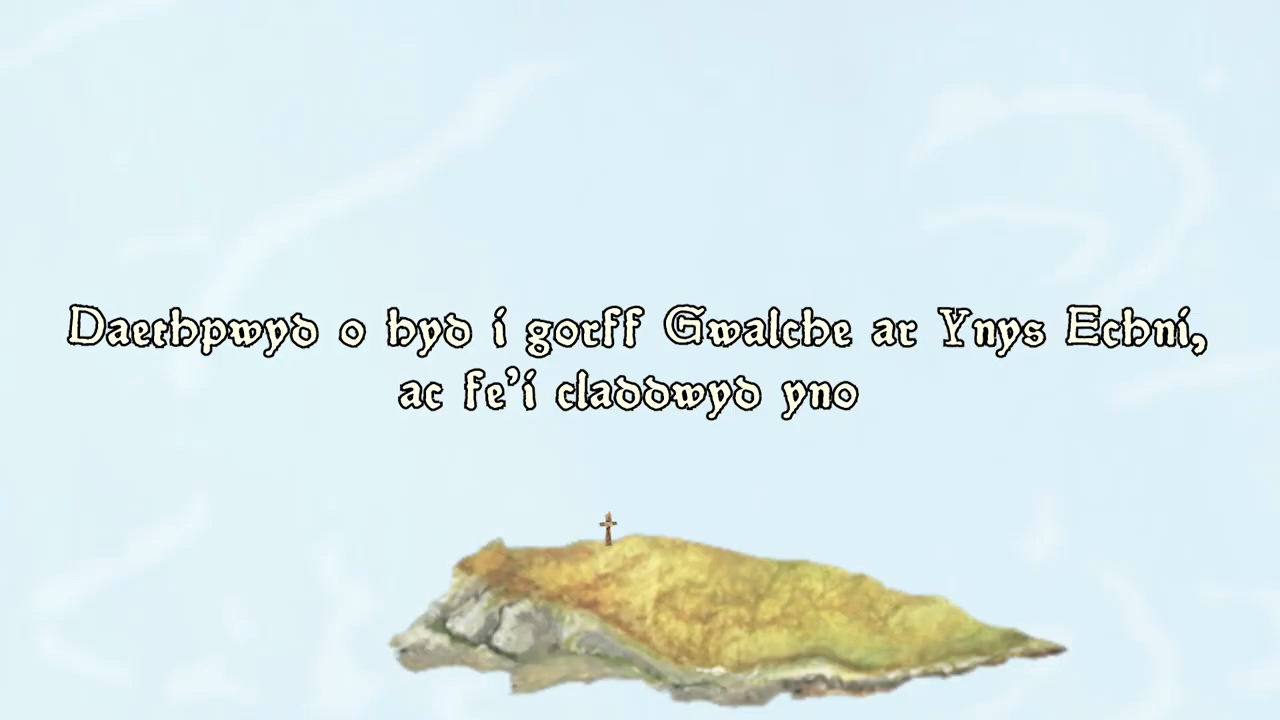 Daethpwyd o hyd i gorff Gwalche ar Ynys Echni,
ac fe'i claddwyd yno